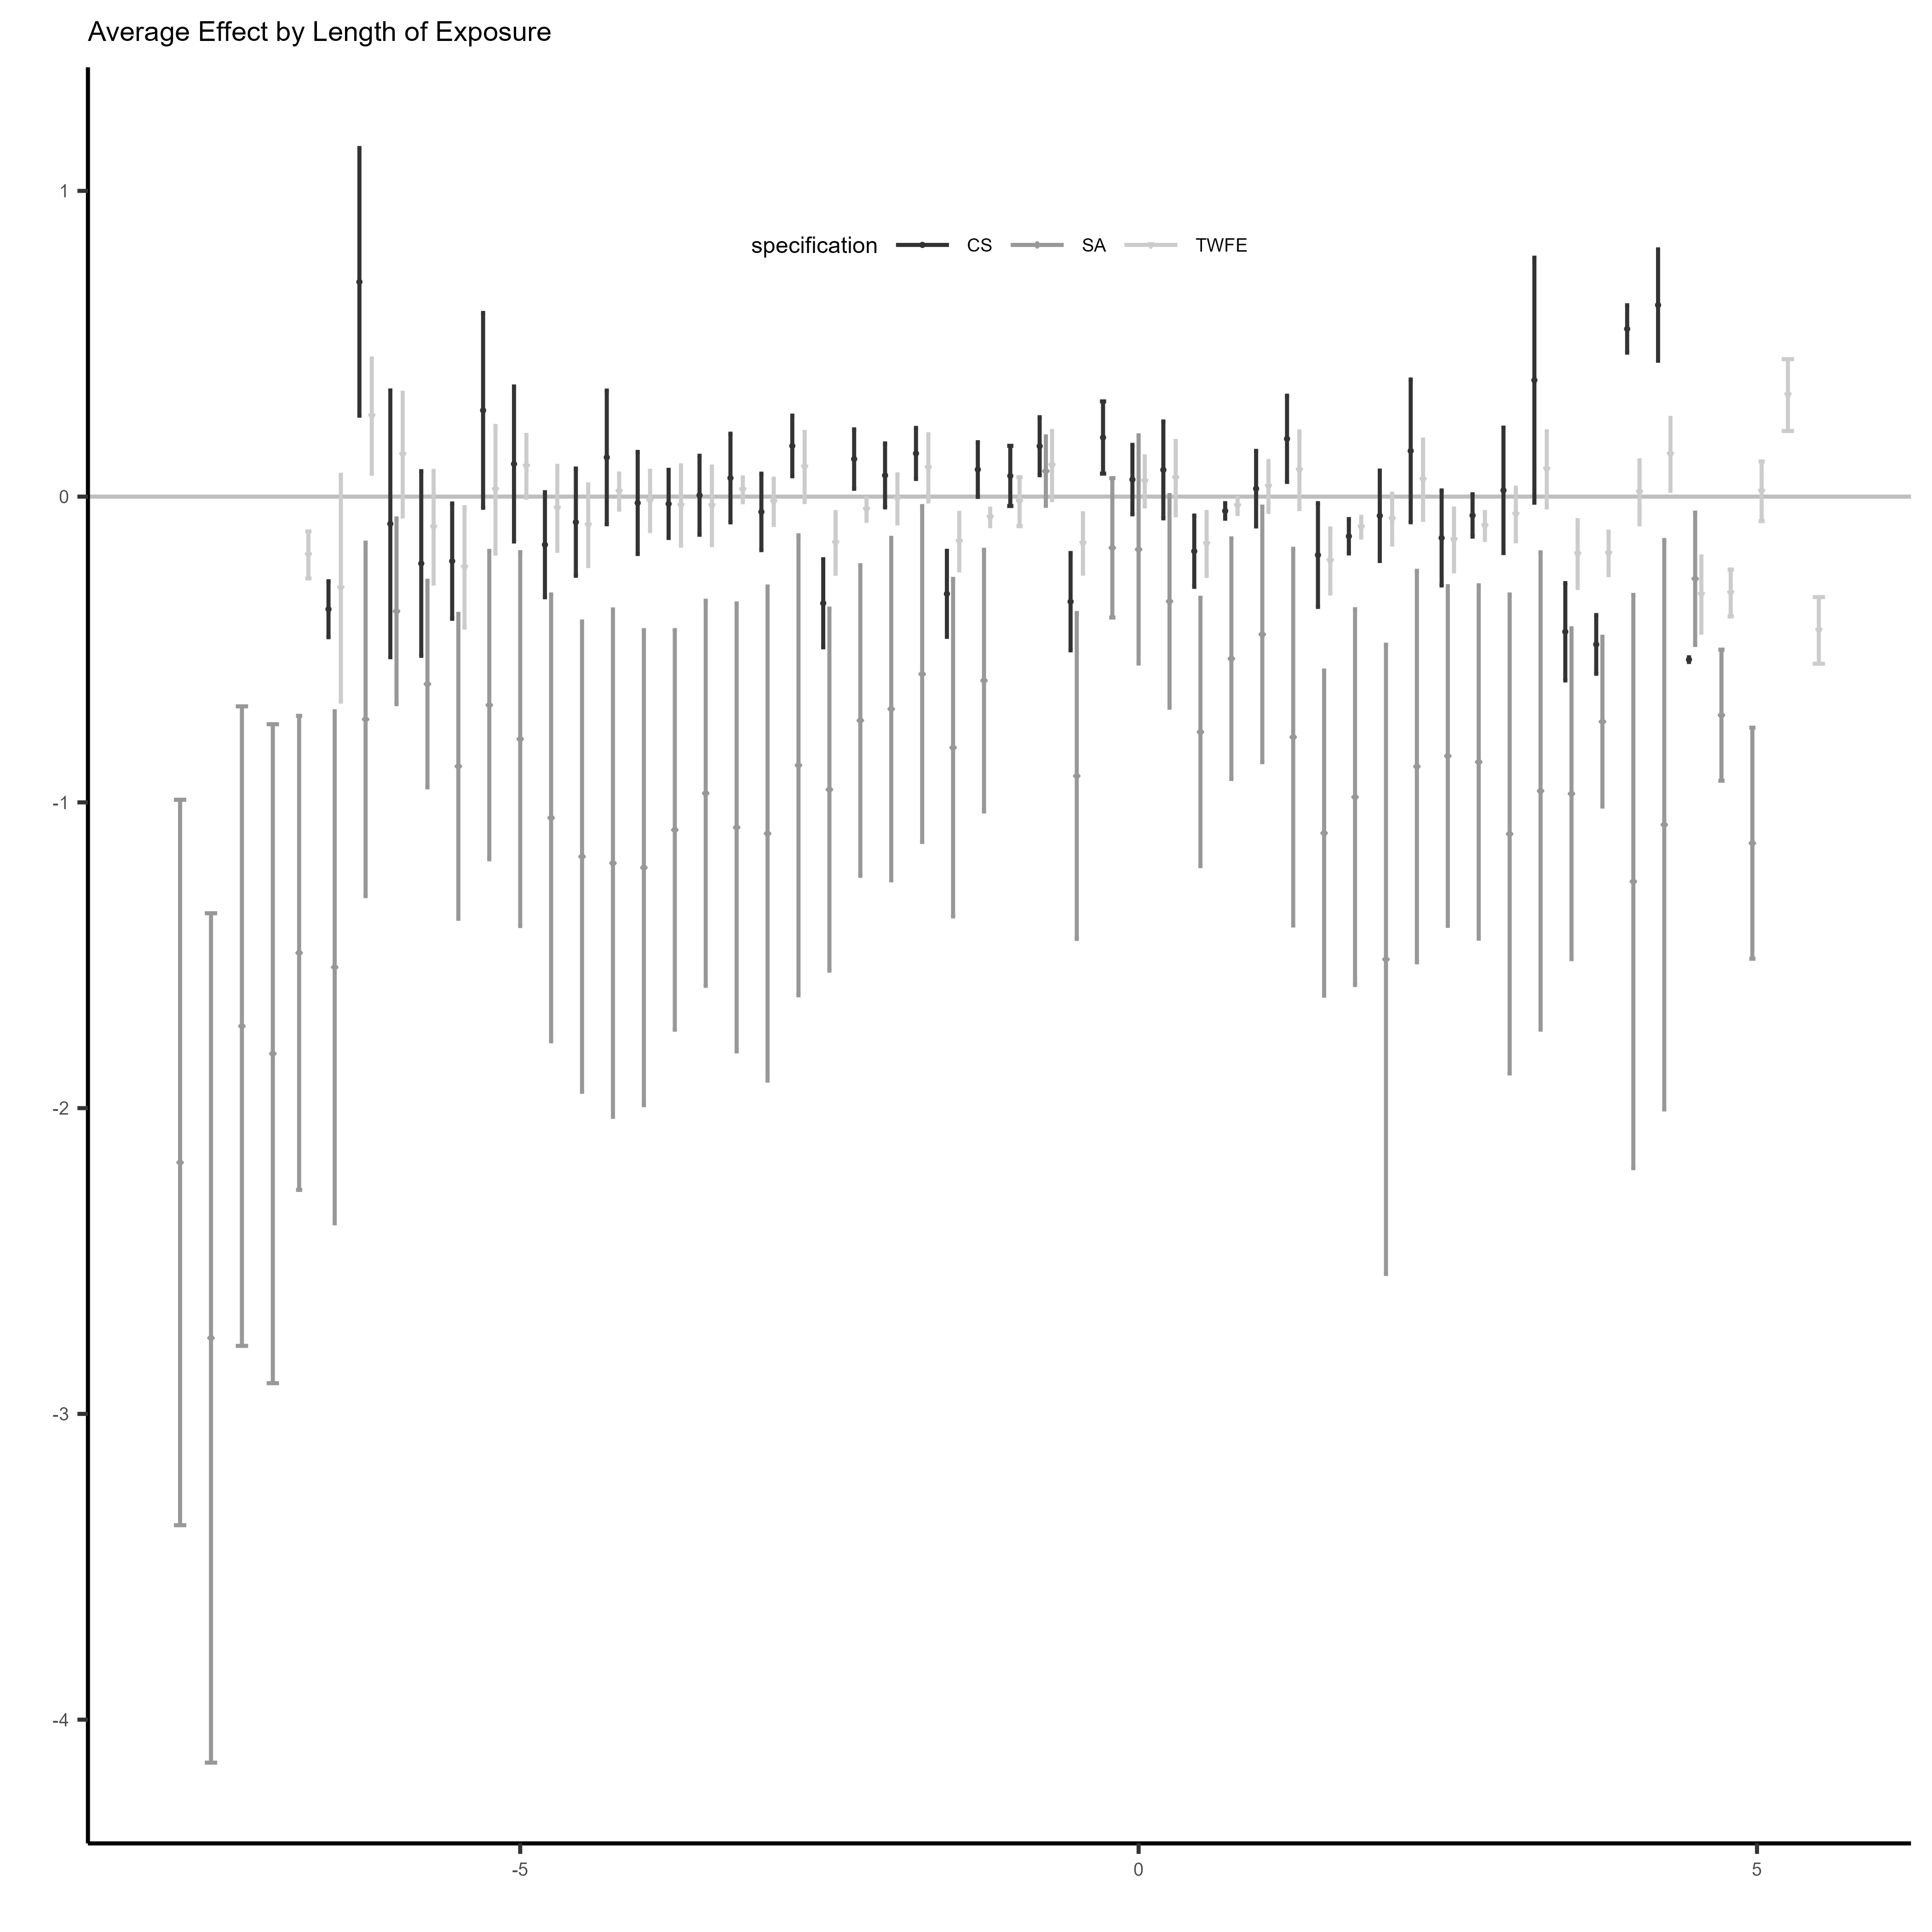 Average Effect by Length of Exposure
1
specification CS SA TWFE
0
-1
-2
-3
-4
-5 0 5